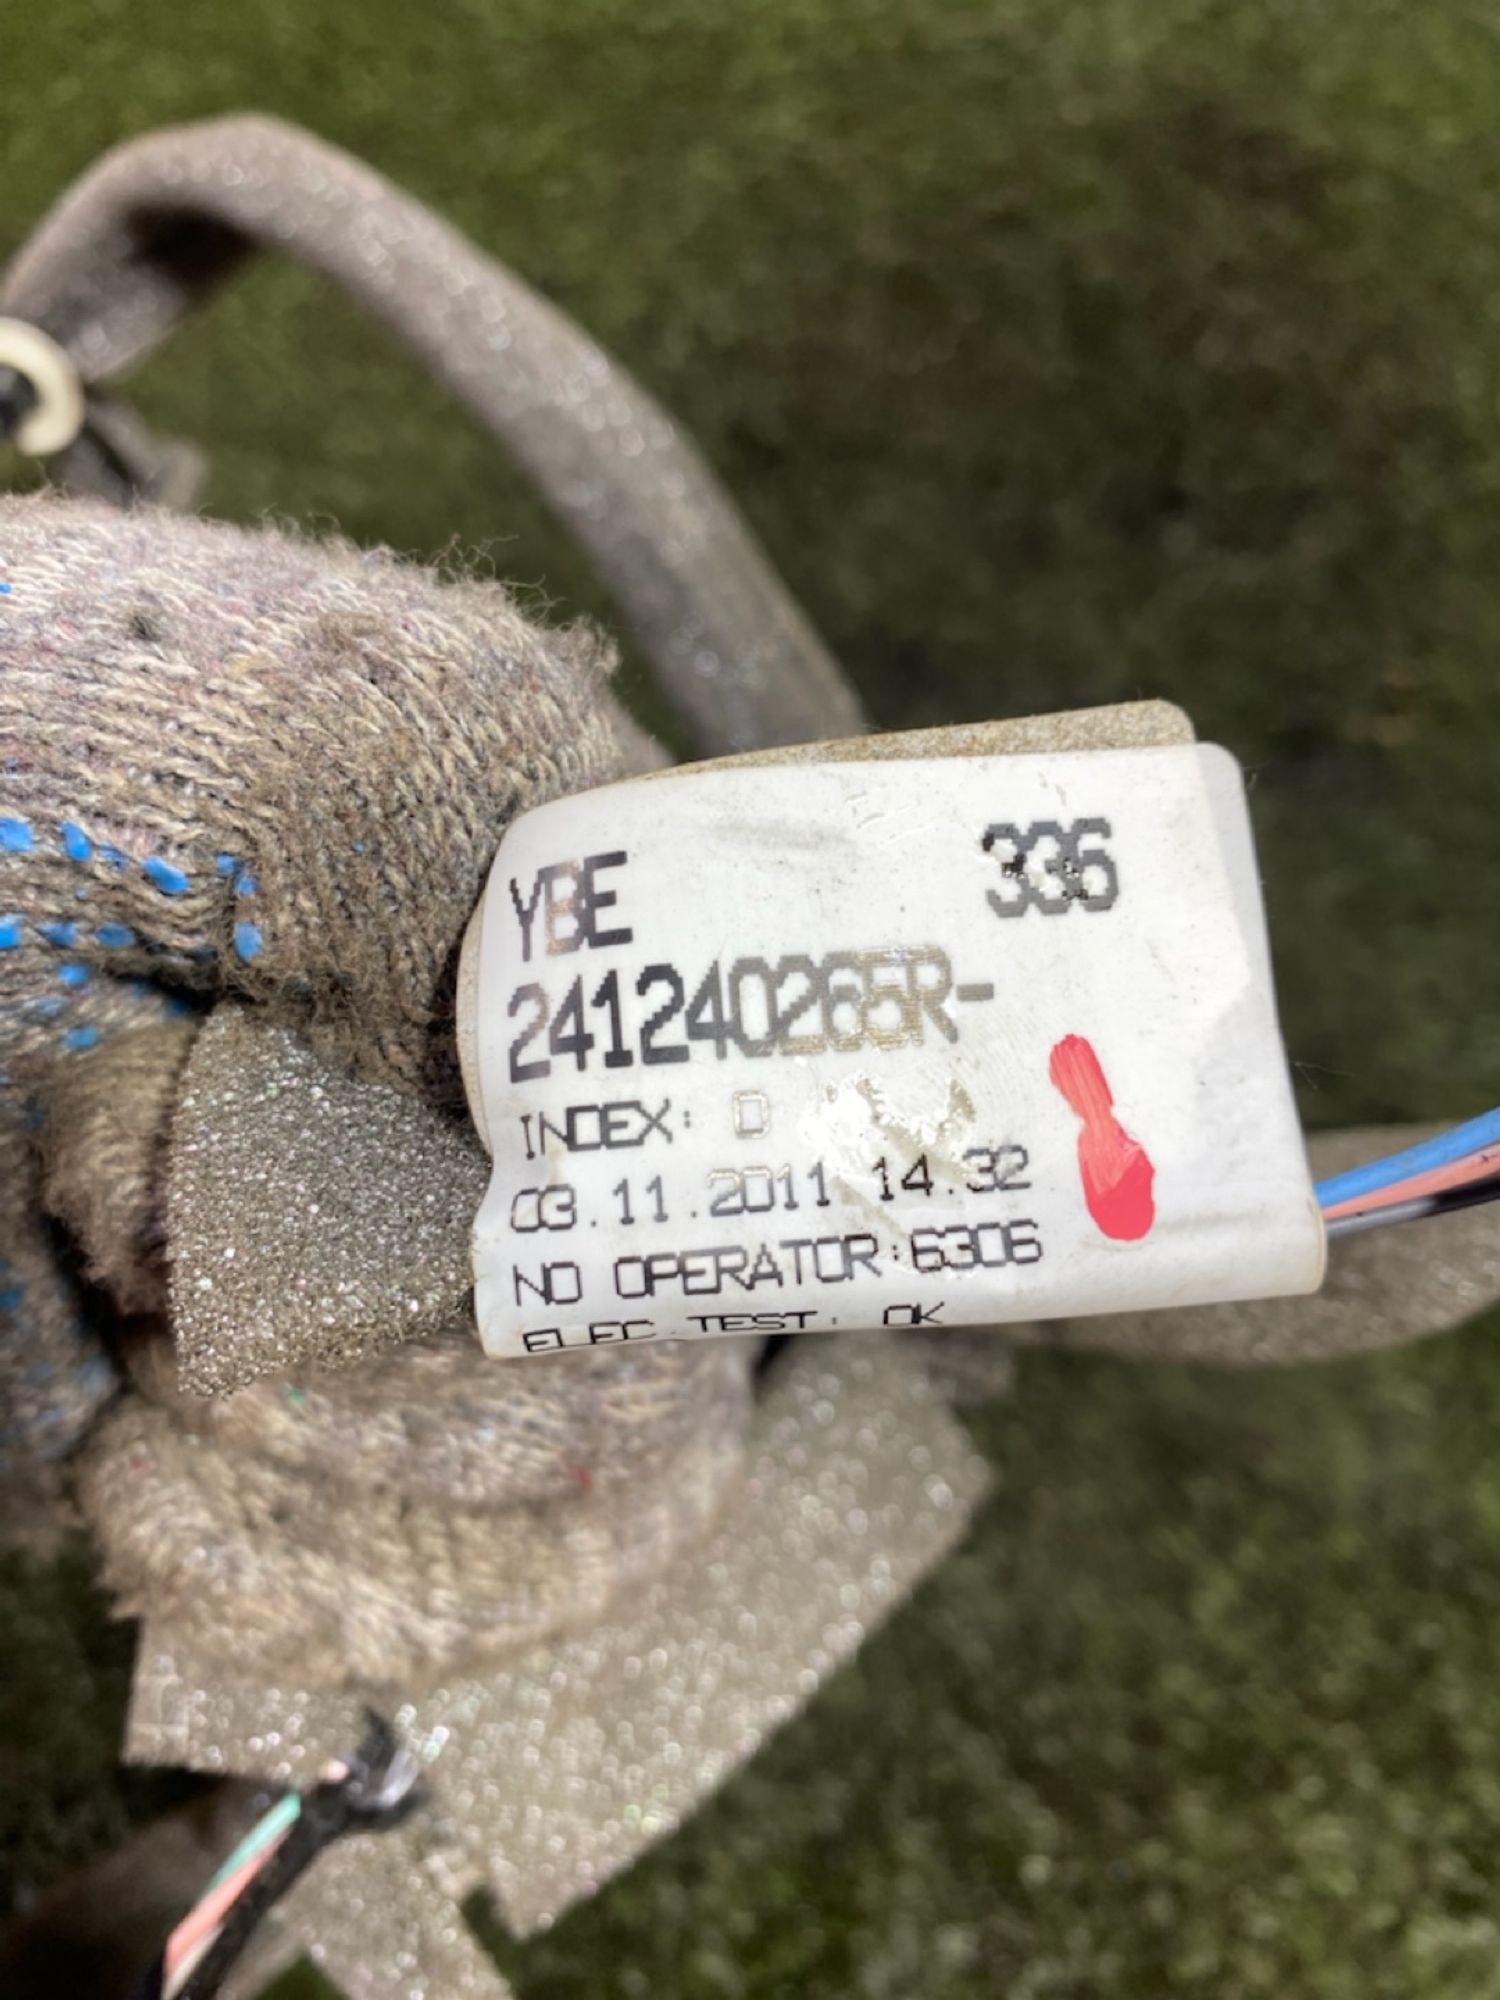 YBE 336
241240265R-
INDEX: D
03.11.2011 14.32
NO OPERATOR:6306
ELEC.TEST: OK